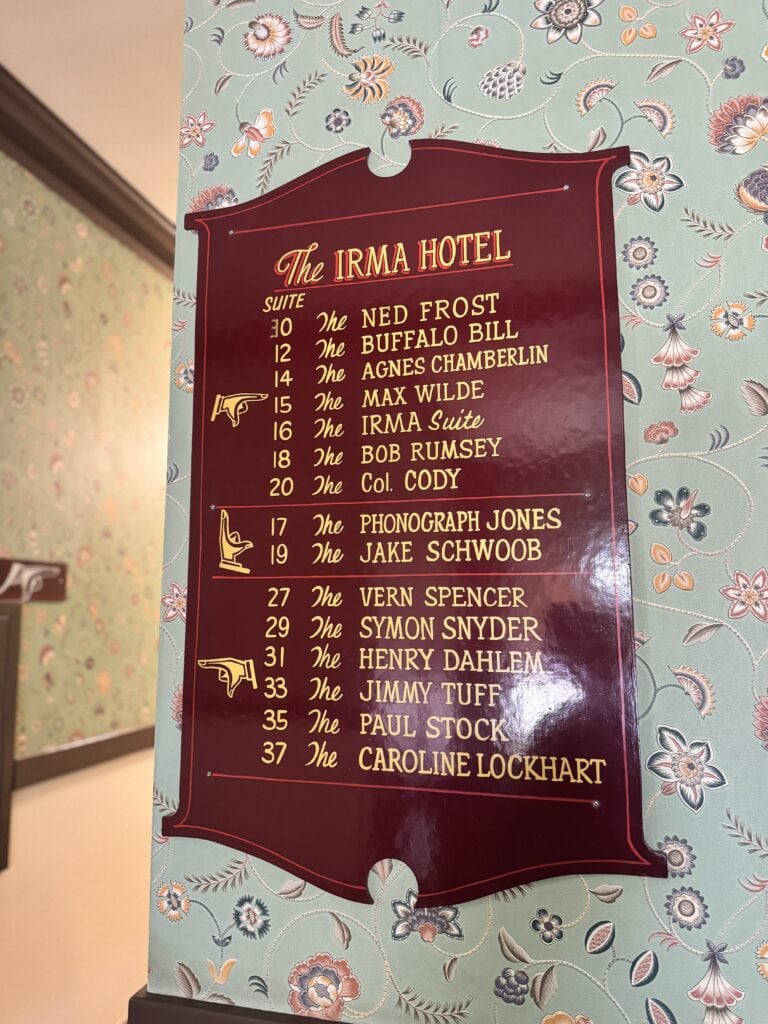 The IRMA HOTEL
SUITE
30 The NED FROST
12 The BUFFALO BILL
14 The AGNES CHAMBERLIN
15 The MAX WILDE
16 The IRMA Suite
18 The BOB RUMSEY
20 The Col. CODY
17 The PHONOGRAPH JONES
19 The JAKE SCHWOOB
27 The VERN SPENCER
29 The SYMON SNYDER
31 The HENRY DAHLEM
33 The JIMMY TUFF
35 The PAUL STOCK
37 The CAROLINE LOCKHART